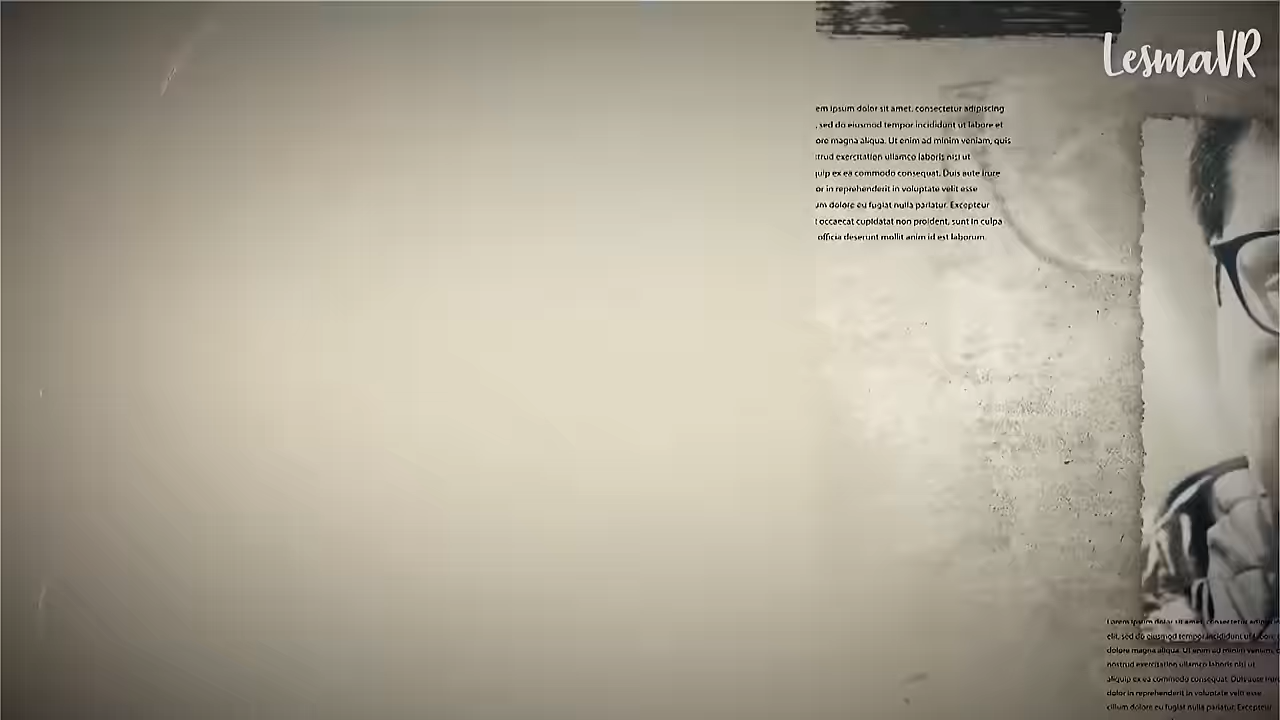 LesmaVR
em ipsum dolor sit amet, consectetur adipiscing
, sed do eiusmod tempor incididunt ut labore et
ore magna aliqua. Ut enim ad minim veniam, quis
trud exercitation ullamco laboris nisi ut
quip ex ea commodo consequat. Duis aute irure
or in reprehenderit in voluptate velit esse
um dolore eu fugiat nulla pariatur. Excepteur
t occaecat cupidatat non proident, sunt in culpa
officia deserunt mollit anim id est laborum.
Lorem ipsum dolor sit amet, consectetur
elit, sed do eiusmod tempor incididunt ut labore
dolore magna aliqua. Ut enim ad minim veniam,
nostrud exercitation ullamco laboris nisi ut
aliquip ex ea commodo consequat. Duis aute
dolor in reprehenderit in voluptate velit esse
cillum dolore eu fugiat nulla pariatur. Excepteur